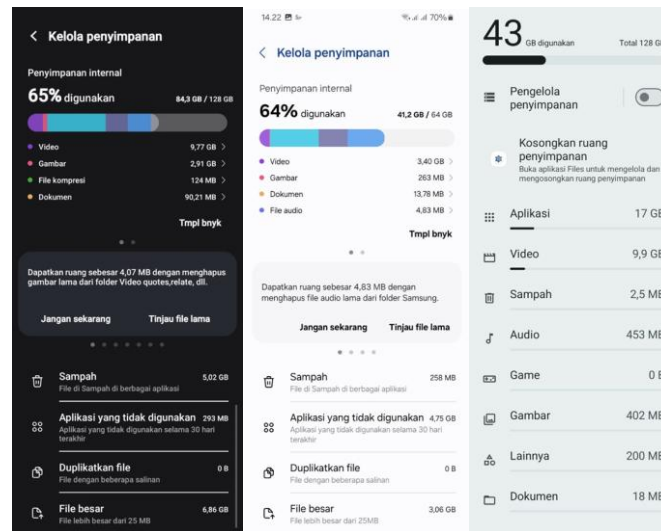 Kelola penyimpanan
Penyimpanan internal
65% digunakan
84,3 GB / 128 GB
Video 9,77 GB
Gambar 2,91 GB
File kompresi 124 MB
Dokumen 90,21 MB
Tmpl bnyk
Dapatkan ruang sebesar 4,07 MB dengan menghapus
gambar lama dari folder Video quotes,relate, dll.
Jangan sekarang Tinjau file lama
Sampah 5,02 GB
File di Sampah di berbagai aplikasi
Aplikasi yang tidak digunakan 293 MB
Aplikasi yang tidak digunakan selama 30 hari
terakhir
Duplikatkan file 0 B
File dengan beberapa salinan
File besar 6,86 GB
File lebih besar dari 25 MB
14.22 70%
Kelola penyimpanan
Penyimpanan internal
64% digunakan
41,2 GB / 64 GB
Video 3,40 GB
Gambar 263 MB
Dokumen 13,78 MB
File audio 4,83 MB
Tmpl bnyk
Dapatkan ruang sebesar 4,83 MB dengan
menghapus file audio lama dari folder Samsung.
Jangan sekarang Tinjau file lama
Sampah 258 MB
File di Sampah di berbagai aplikasi
Aplikasi yang tidak digunakan 4,75 GB
Aplikasi yang tidak digunakan selama 30 hari
terakhir
Duplikatkan file 0 B
File dengan beberapa salinan
File besar 3,06 GB
File lebih besar dari 25MB
43 GB digunakan Total 128 GB
Pengelola
penyimpanan
Kosongkan ruang
penyimpanan
Buka aplikasi Files untuk mengelola dan
mengosongkan ruang penyimpanan
Aplikasi 17 GB
Video 9,9 GB
Sampah 2,5 MB
Audio 453 MB
Game 0 B
Gambar 402 MB
Lainnya 200 MB
Dokumen 18 MB